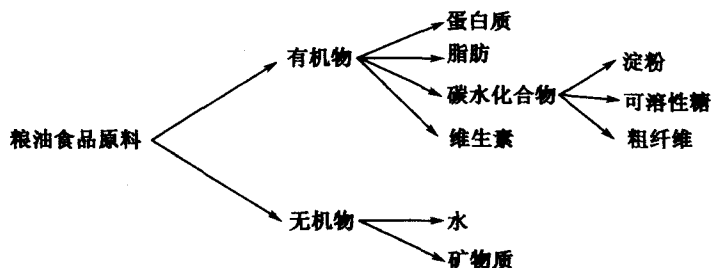 蛋白质
有机物
脂肪
淀粉
碳水化合物
可溶性糖
粮油食品原料
维生素
粗纤维
无机物
水
矿物质